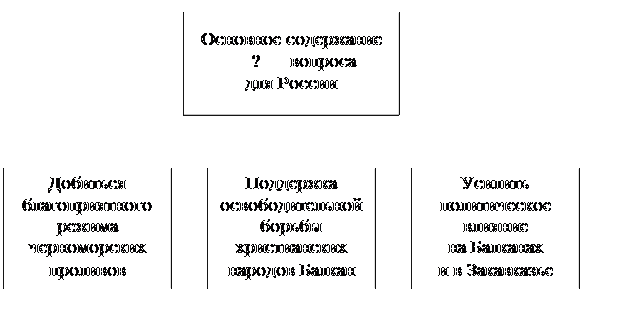 Основное содержание
? вопроса
для России
Добиться
благоприятного
режима
черноморских
проливов
Поддержка
освободительной
борьбы
христианских
народов Балкан
Усилить
политическое
влияние
на Балканах
и в Закавказье